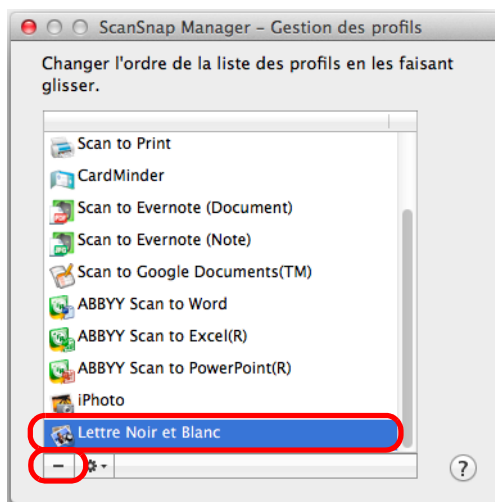 ScanSnap Manager – Gestion des profils
Changer l'ordre de la liste des profils en les faisant
glisser.
Scan to Print
CardMinder
Scan to Evernote (Document)
Scan to Evernote (Note)
Scan to Google Documents(TM)
ABBYY Scan to Word
ABBYY Scan to Excel(R)
ABBYY Scan to PowerPoint(R)
iPhoto
Lettre Noir et Blanc
– ?